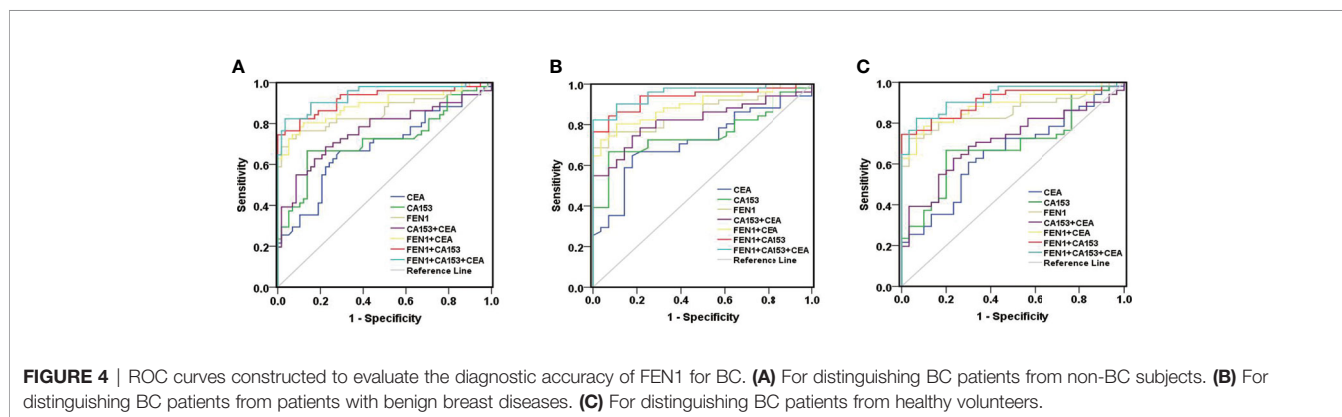 A
B
C
1.0
0.8
0.6
0.4
0.2
0.0
Sensitivity
0.0 0.2 0.4 0.6 0.8 1.0
1 - Specificity
CEA
CA153
FEN1
CA153+CEA
FEN1+CEA
FEN1+CA153
FEN1+CA153+CEA
Reference Line
1.0
0.8
0.6
0.4
0.2
0.0
Sensitivity
0.0 0.2 0.4 0.6 0.8 1.0
1 - Specificity
CEA
CA153
FEN1
CA153+CEA
FEN1+CEA
FEN1+CA153
FEN1+CA153+CEA
Reference Line
1.0
0.8
0.6
0.4
0.2
0.0
Sensitivity
0.0 0.2 0.4 0.6 0.8 1.0
1 - Specificity
CEA
CA153
FEN1
CA153+CEA
FEN1+CEA
FEN1+CA153
FEN1+CA153+CEA
Reference Line
FIGURE 4 | ROC curves constructed to evaluate the diagnostic accuracy of FEN1 for BC. (A) For distinguishing BC patients from non-BC subjects. (B) For
distinguishing BC patients from patients with benign breast diseases. (C) For distinguishing BC patients from healthy volunteers.